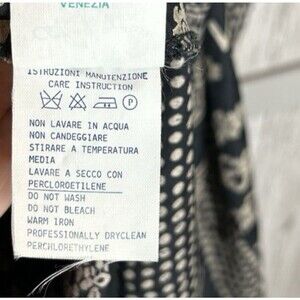 VENEZIA
ISTRUZIONI MANUTENZIONE
CARE INSTRUCTION
P
NON LAVARE IN ACQUA
NON CANDEGGIARE
STIRARE A TEMPERATURA
MEDIA
LAVARE A SECCO CON
PERCLOROETILENE
DO NOT WASH
DO NOT BLEACH
WARM IRON
PROFESSIONALLY DRYCLEAN
PERCHLORETHYLENE